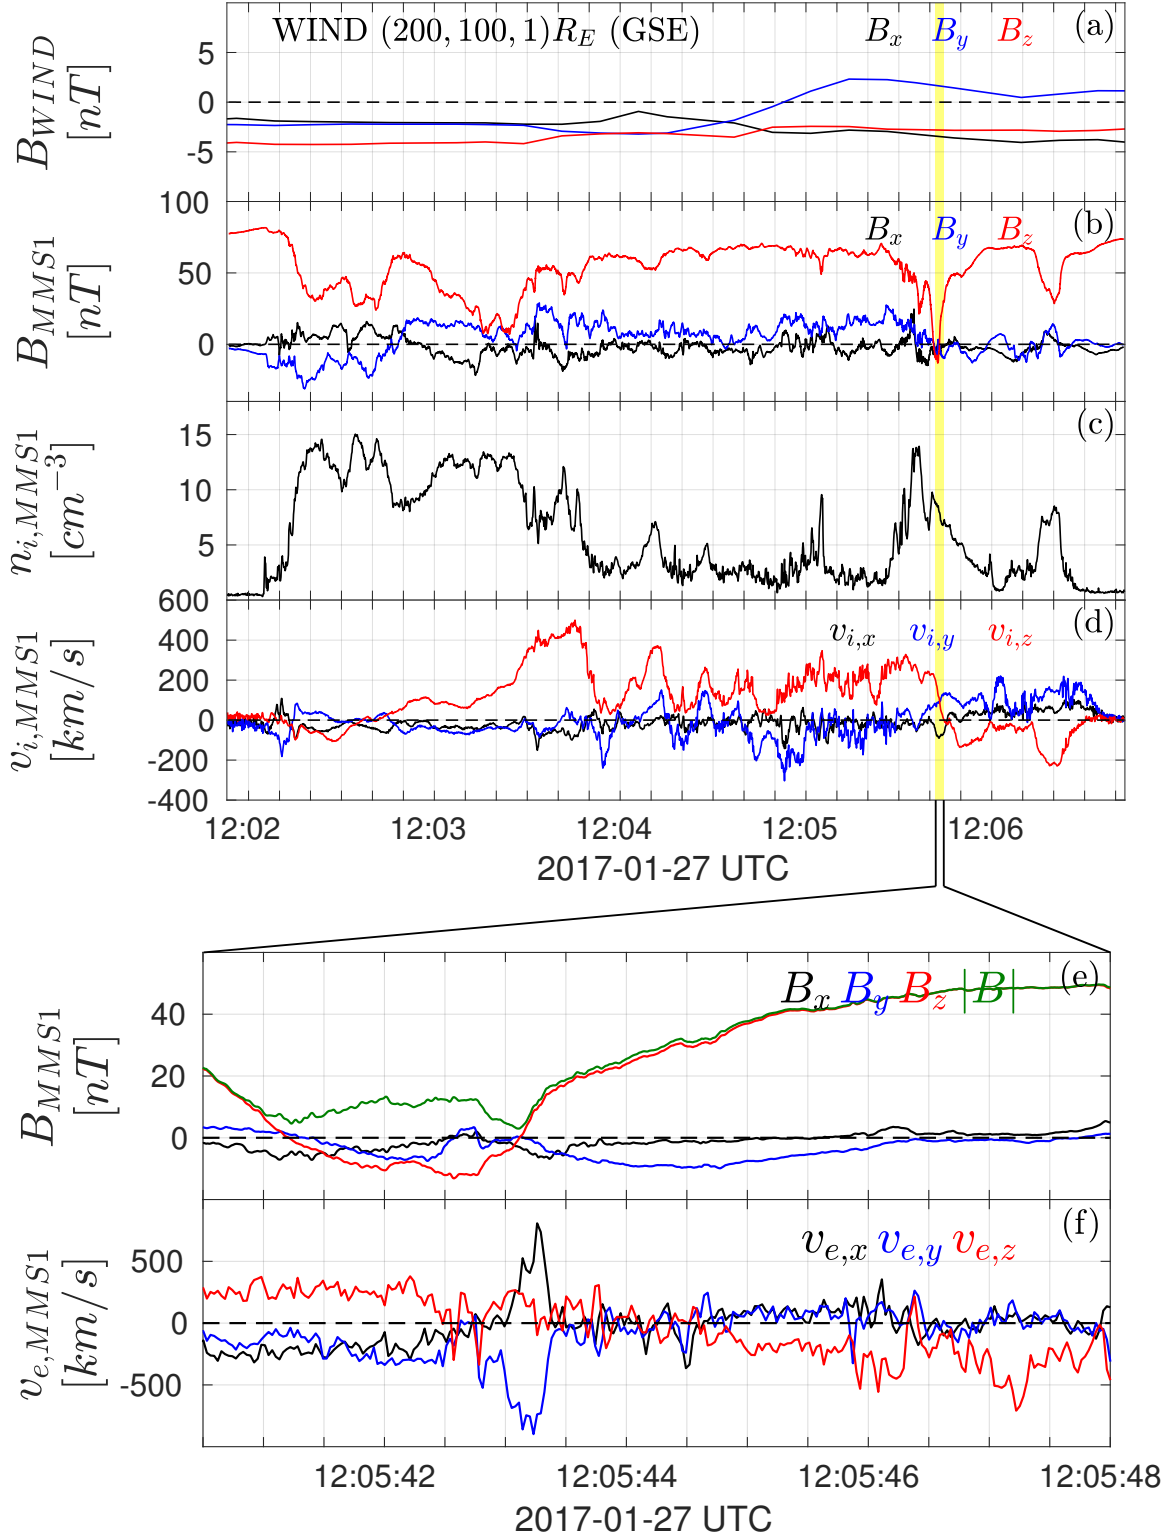 WIND (200, 100, 1)R_E (GSE) B_x B_y B_z (a)
B_WIND [nT]
5
0
-5
B_x B_y B_z (b)
B_MMS1 [nT]
100
50
0
(c)
n_i,MMS1 [cm^-3]
15
10
5
v_i,x v_i,y v_i,z (d)
v_i,MMS1 [km/s]
600
400
200
0
-200
-400
12:02 12:03 12:04 12:05 12:06
2017-01-27 UTC
B_x B_y B_z |B| (e)
B_MMS1 [nT]
40
20
0
v_e,x v_e,y v_e,z (f)
v_e,MMS1 [km/s]
500
0
-500
12:05:42 12:05:44 12:05:46 12:05:48
2017-01-27 UTC